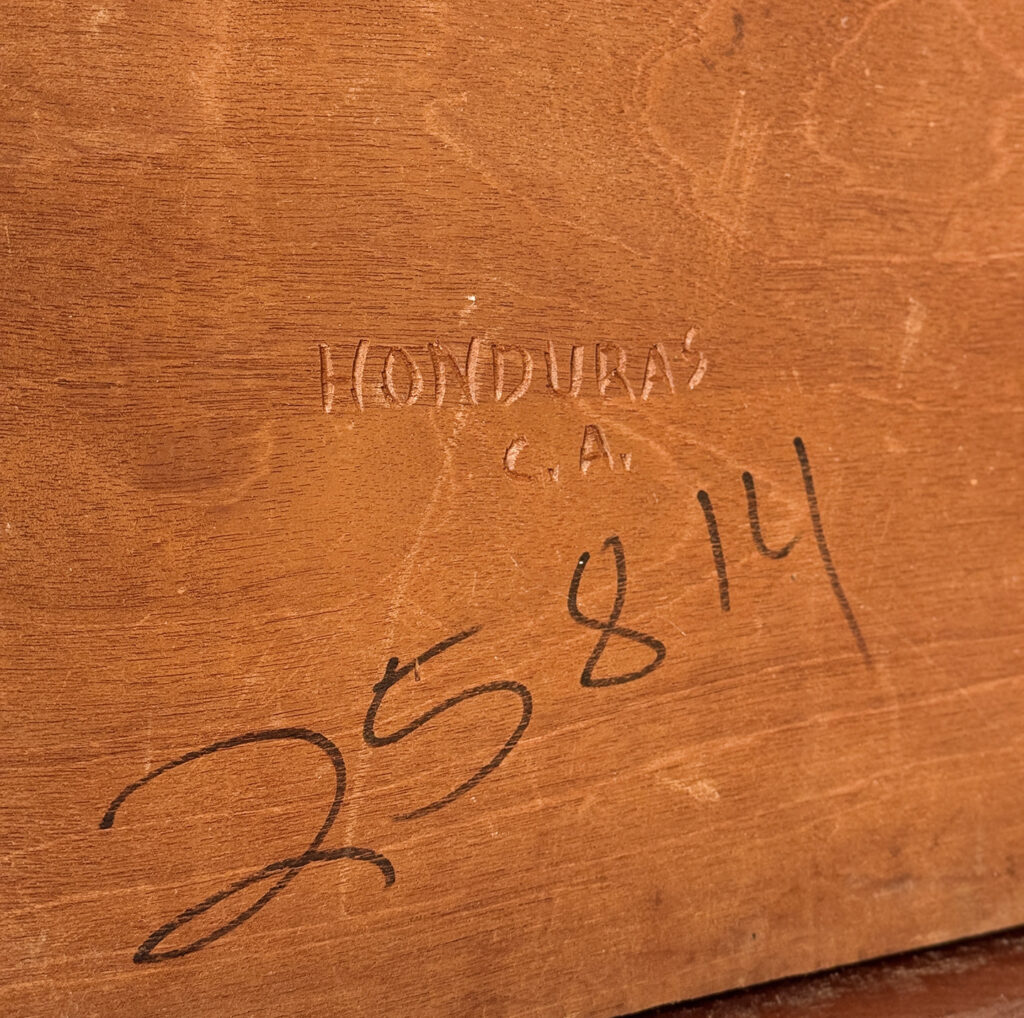 HONDURAS
C. A.
25814